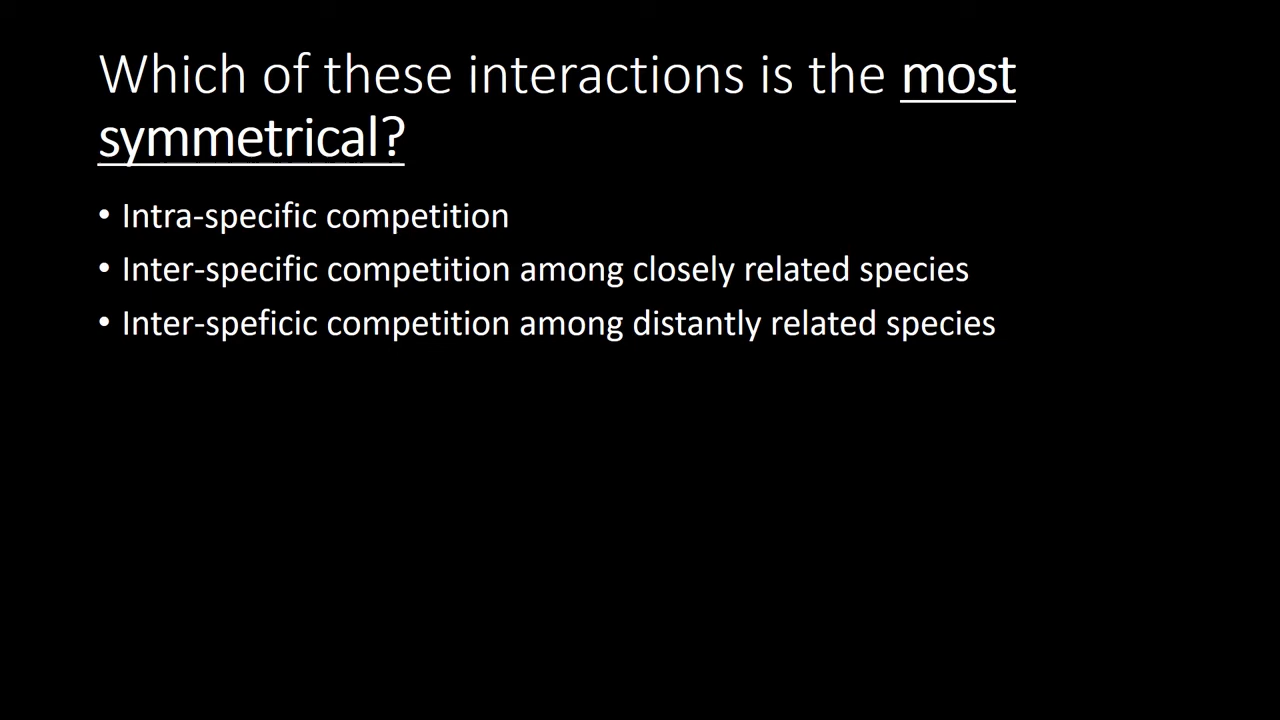 Which of these interactions is the most
symmetrical?
• Intra-specific competition
• Inter-specific competition among closely related species
• Inter-speficic competition among distantly related species